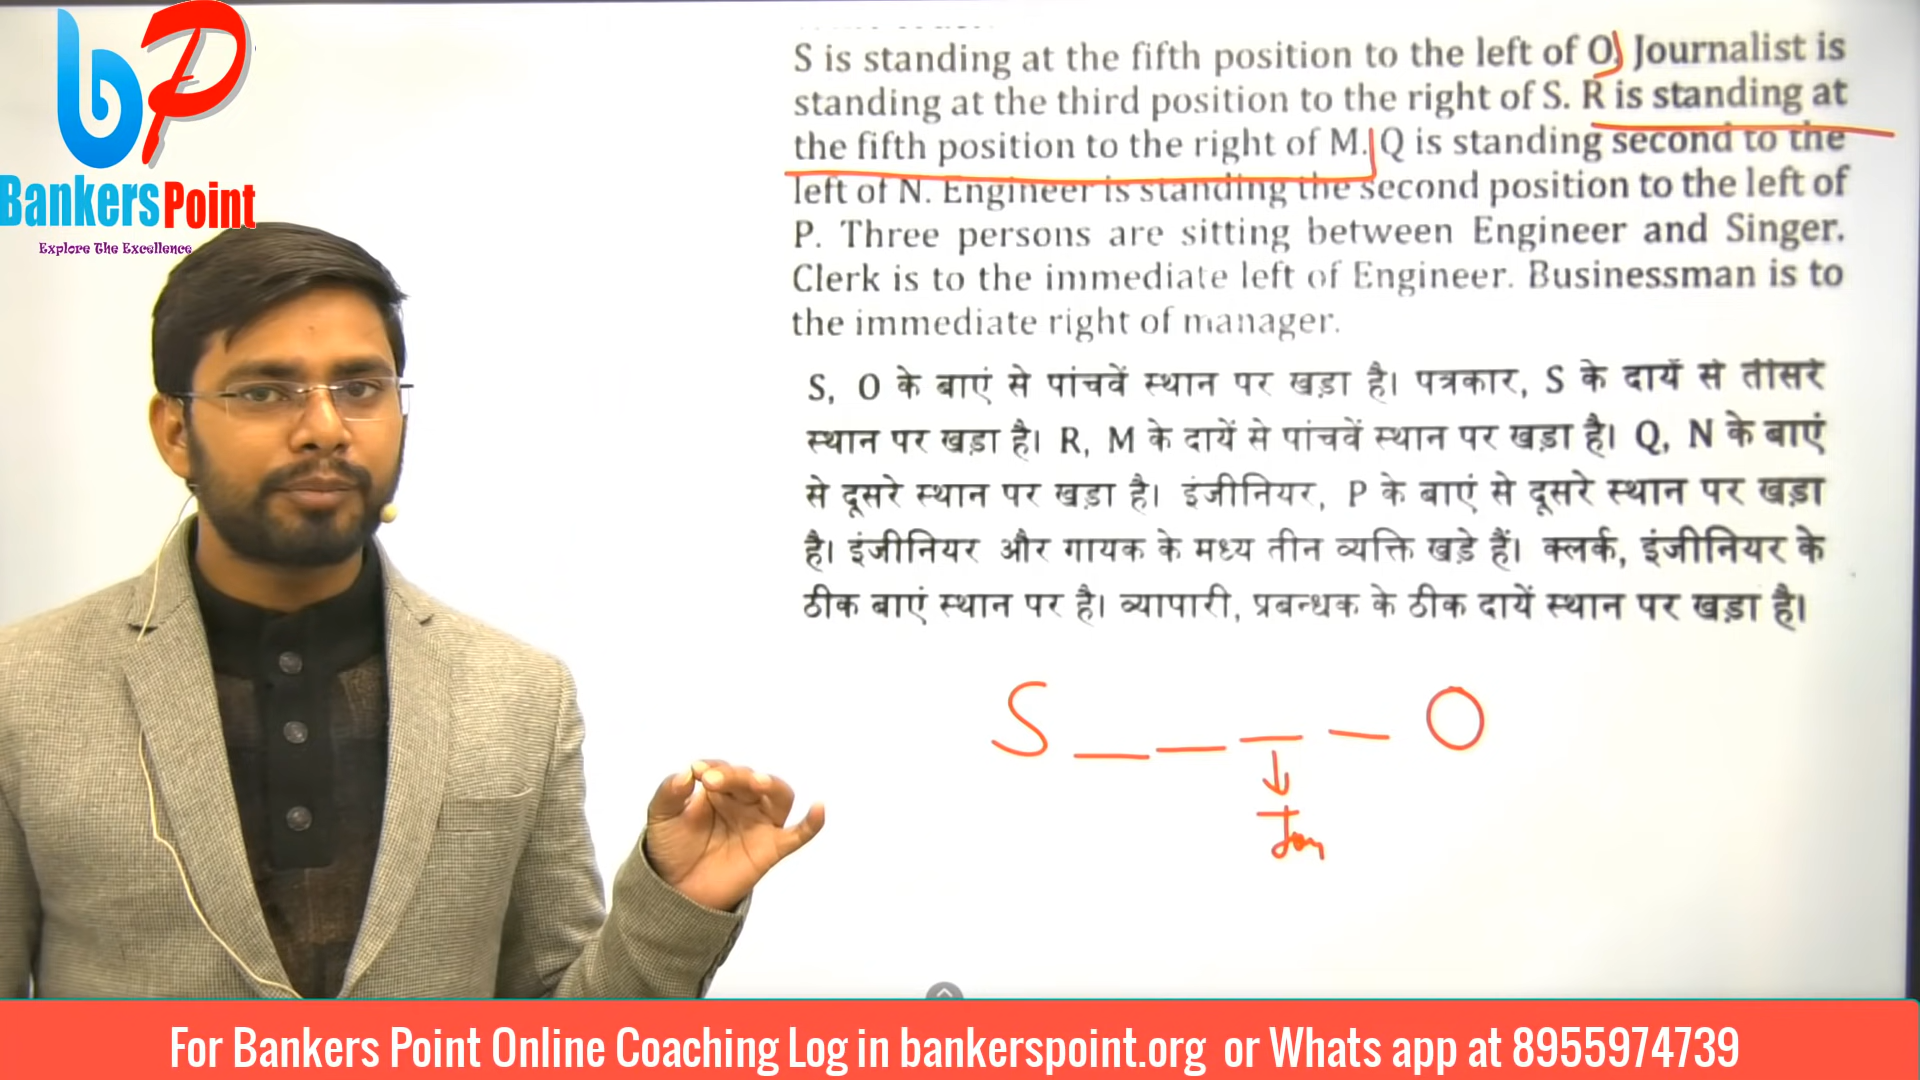 bP
Bankers Point
Explore The Excellence
S is standing at the fifth position to the left of O. Journalist is
standing at the third position to the right of S. R is standing at
the fifth position to the right of M. Q is standing second to the
left of N. Engineer is standing the second position to the left of
P. Three persons are sitting between Engineer and Singer.
Clerk is to the immediate left of Engineer. Businessman is to
the immediate right of manager.
S, O के बाएं से पांचवें स्थान पर खड़ा है। पत्रकार, S के दायें से तीसरे
स्थान पर खड़ा है। R, M के दायें से पांचवें स्थान पर खड़ा है। Q, N के बाएं
से दूसरे स्थान पर खड़ा है। इंजीनियर, P के बाएं से दूसरे स्थान पर खड़ा
है। इंजीनियर और गायक के मध्य तीन व्यक्ति खड़े हैं। क्लर्क, इंजीनियर के
ठीक बाएं स्थान पर है। व्यापारी, प्रबन्धक के ठीक दायें स्थान पर खड़ा है।
S _ _ _ _ O
For Bankers Point Online Coaching Log in bankerspoint.org or Whats app at 8955974739